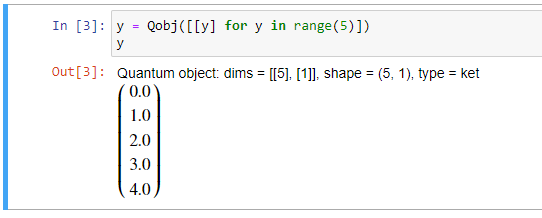 In [3]: y = Qobj([[y] for y in range(5)])
y
Out[3]: Quantum object: dims = [[5], [1]], shape = (5, 1), type = ket
0.0
1.0
2.0
3.0
4.0